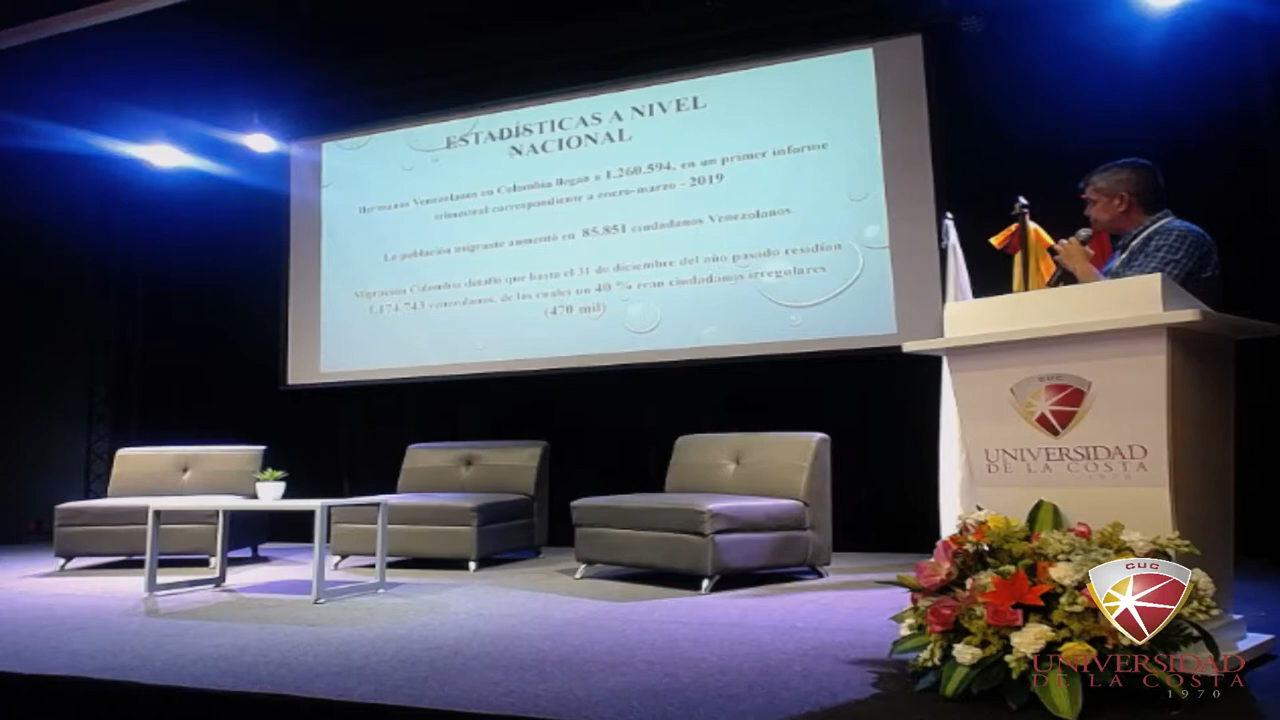 ESTADÍSTICAS A NIVEL
NACIONAL
Hermanos Venezolanos en Colombia llegan a 1.260.594, en un primer informe
trimestral correspondiente a enero-marzo - 2019
La población migrante aumentó en 85.851 ciudadanos Venezolanos
Migración Colombia detalló que hasta el 31 de diciembre del año pasado residían
1.174.743 venezolanos, de los cuales un 40 % eran ciudadanos irregulares
(470 mil)
CUC
UNIVERSIDAD
DE LA COSTA
1970
CUC
UNIVERSIDAD
DE LA COSTA
1970